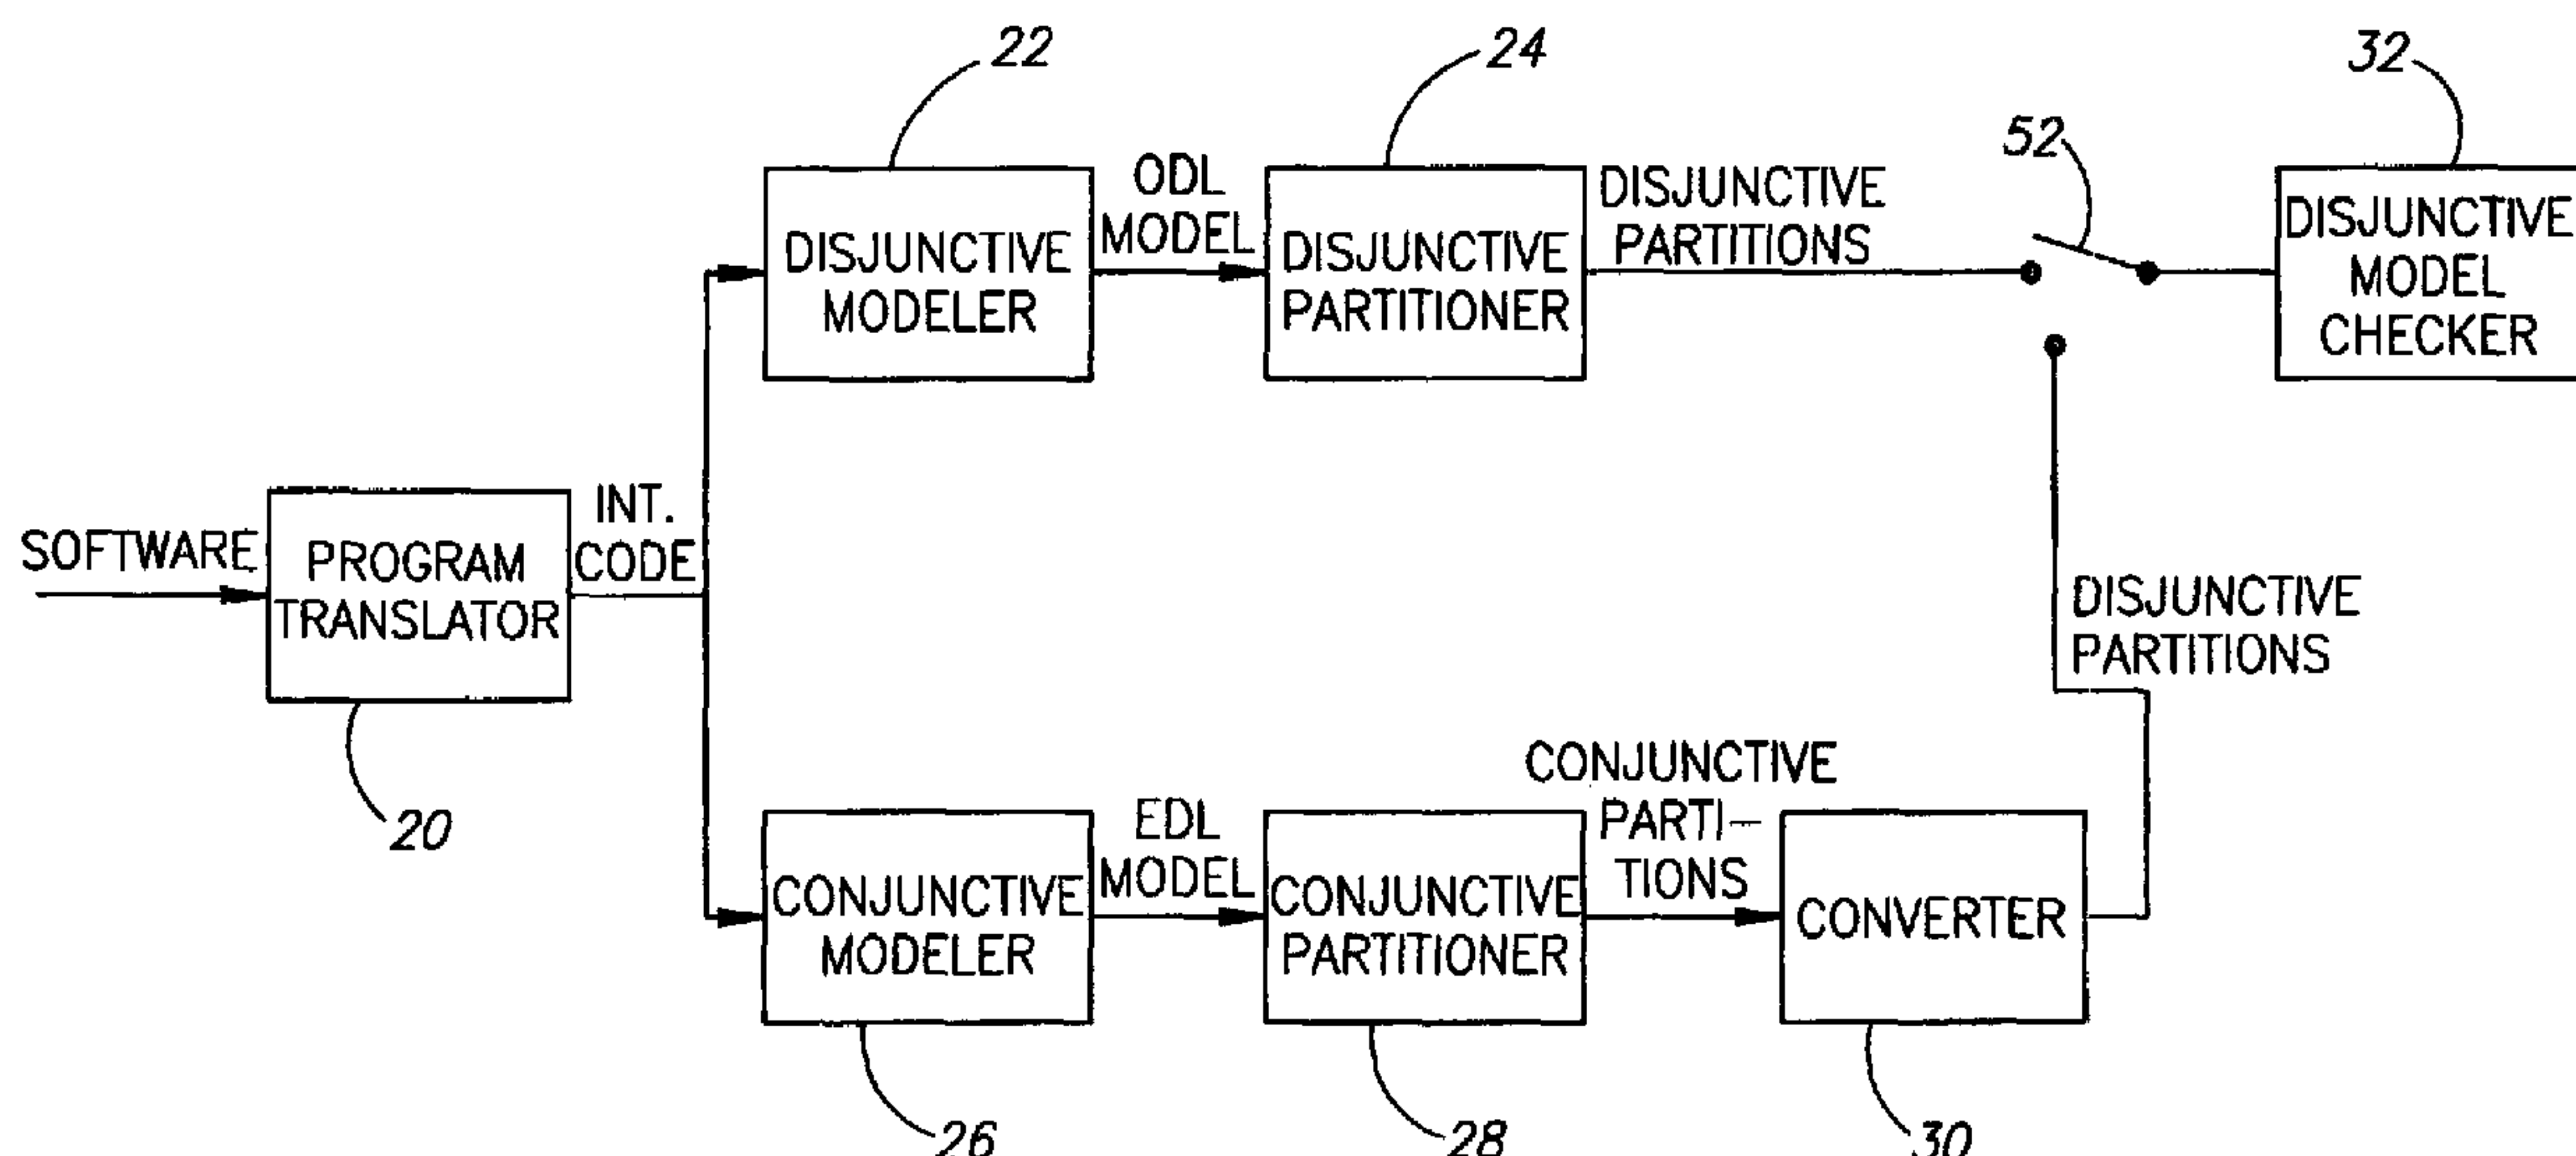 22
24
32
52
DISJUNCTIVE
MODELER
ODL
MODEL
DISJUNCTIVE
PARTITIONER
DISJUNCTIVE
PARTITIONS
DISJUNCTIVE
MODEL
CHECKER
SOFTWARE
PROGRAM
TRANSLATOR
INT.
CODE
20
DISJUNCTIVE
PARTITIONS
CONJUNCTIVE
MODELER
EDL
MODEL
CONJUNCTIVE
PARTITIONER
CONJUNCTIVE
PARTI-
TIONS
CONVERTER
26
28
30